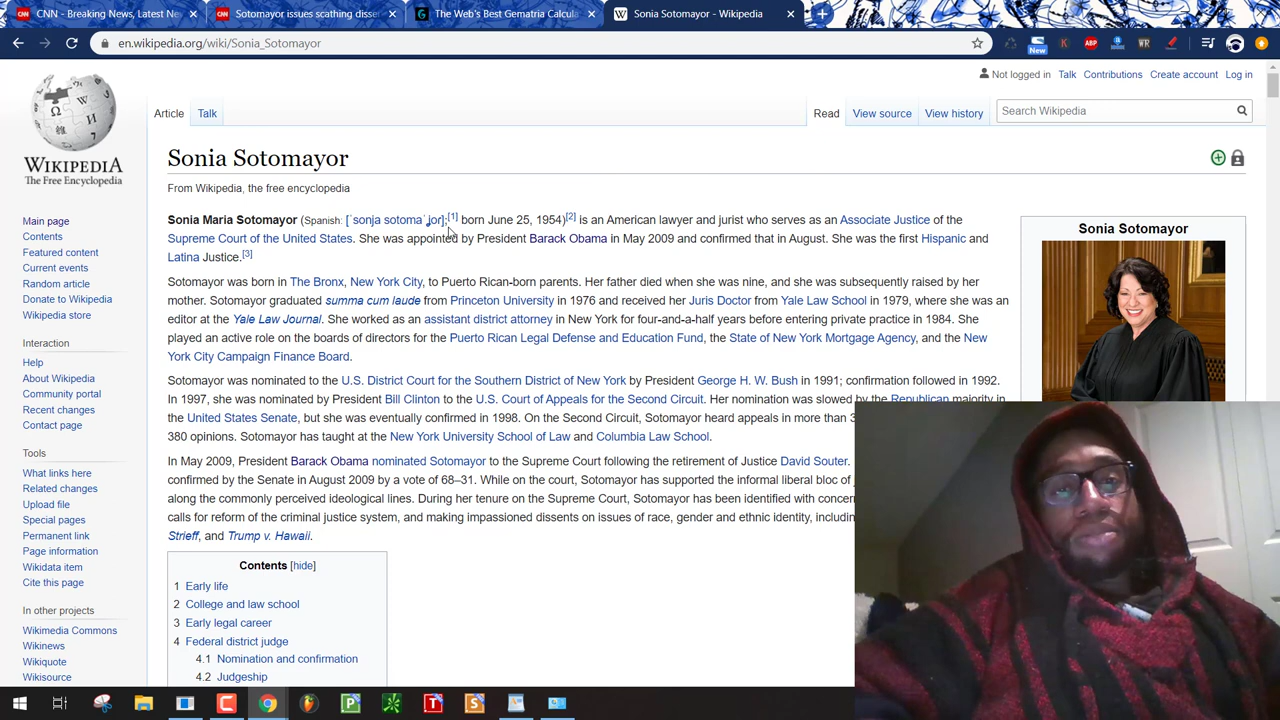 CNN - Breaking News, Latest Ne
Sotomayor issues scathing disse
The Web's Best Gematria Calcula
Sonia Sotomayor - Wikipedia
en.wikipedia.org/wiki/Sonia_Sotomayor
ABP
New
WR
Not logged in Talk Contributions Create account Log in
Article Talk
Read View source View history
Search Wikipedia
WIKIPEDIA
The Free Encyclopedia
Main page
Contents
Featured content
Current events
Random article
Donate to Wikipedia
Wikipedia store
Interaction
Help
About Wikipedia
Community portal
Recent changes
Contact page
Tools
What links here
Related changes
Upload file
Special pages
Permanent link
Page information
Wikidata item
Cite this page
In other projects
Wikimedia Commons
Wikinews
Wikiquote
Wikisource
Sonia Sotomayor
From Wikipedia, the free encyclopedia
Sonia Maria Sotomayor (Spanish: [ˈsonja sotomaˈʝor];[1] born June 25, 1954)[2] is an American lawyer and jurist who serves as an Associate Justice of the
Supreme Court of the United States. She was appointed by President Barack Obama in May 2009 and confirmed that in August. She was the first Hispanic and
Latina Justice.[3]
Sotomayor was born in The Bronx, New York City, to Puerto Rican-born parents. Her father died when she was nine, and she was subsequently raised by her
mother. Sotomayor graduated summa cum laude from Princeton University in 1976 and received her Juris Doctor from Yale Law School in 1979, where she was an
editor at the Yale Law Journal. She worked as an assistant district attorney in New York for four-and-a-half years before entering private practice in 1984. She
played an active role on the boards of directors for the Puerto Rican Legal Defense and Education Fund, the State of New York Mortgage Agency, and the New
York City Campaign Finance Board.
Sotomayor was nominated to the U.S. District Court for the Southern District of New York by President George H. W. Bush in 1991; confirmation followed in 1992.
In 1997, she was nominated by President Bill Clinton to the U.S. Court of Appeals for the Second Circuit. Her nomination was slowed by the Republican majority in
the United States Senate, but she was eventually confirmed in 1998. On the Second Circuit, Sotomayor heard appeals in more than 3
380 opinions. Sotomayor has taught at the New York University School of Law and Columbia Law School.
In May 2009, President Barack Obama nominated Sotomayor to the Supreme Court following the retirement of Justice David Souter.
confirmed by the Senate in August 2009 by a vote of 68–31. While on the court, Sotomayor has supported the informal liberal bloc of
along the commonly perceived ideological lines. During her tenure on the Supreme Court, Sotomayor has been identified with concer
calls for reform of the criminal justice system, and making impassioned dissents on issues of race, gender and ethnic identity, includin
Strieff, and Trump v. Hawaii.
Contents [hide]
1 Early life
2 College and law school
3 Early legal career
4 Federal district judge
4.1 Nomination and confirmation
4.2 Judgeship
Sonia Sotomayor